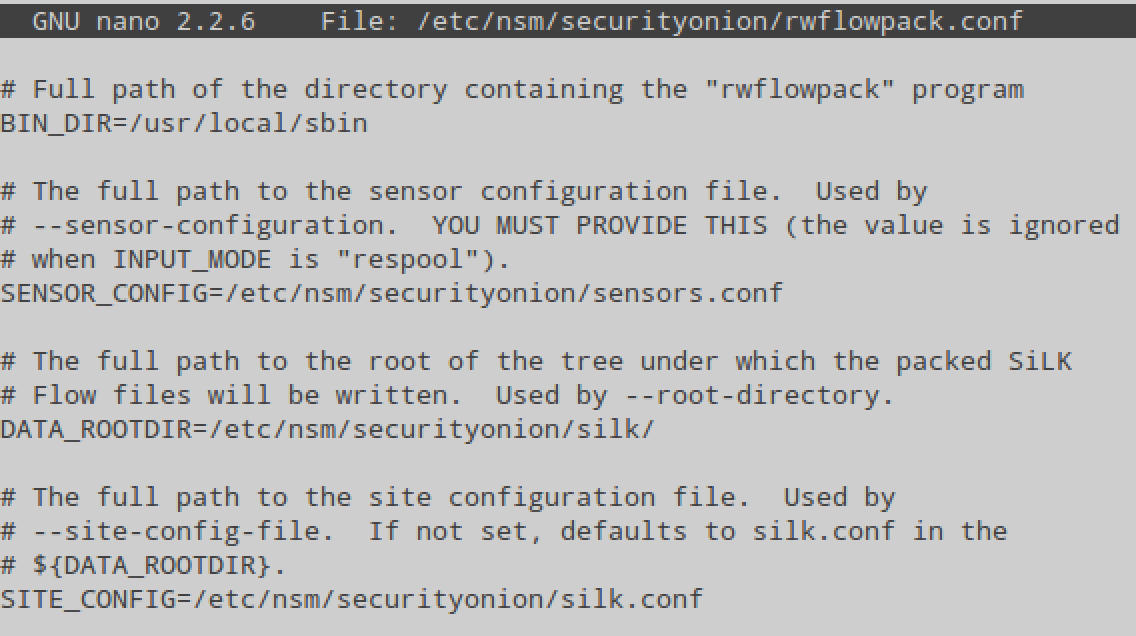 GNU nano 2.2.6    File: /etc/nsm/securityonion/rwflowpack.conf
# Full path of the directory containing the "rwflowpack" program
BIN_DIR=/usr/local/sbin
# The full path to the sensor configuration file.  Used by
# --sensor-configuration.  YOU MUST PROVIDE THIS (the value is ignored
# when INPUT_MODE is "respool").
SENSOR_CONFIG=/etc/nsm/securityonion/sensors.conf
# The full path to the root of the tree under which the packed SiLK
# Flow files will be written.  Used by --root-directory.
DATA_ROOTDIR=/etc/nsm/securityonion/silk/
# The full path to the site configuration file.  Used by
# --site-config-file.  If not set, defaults to silk.conf in the
# ${DATA_ROOTDIR}.
SITE_CONFIG=/etc/nsm/securityonion/silk.conf